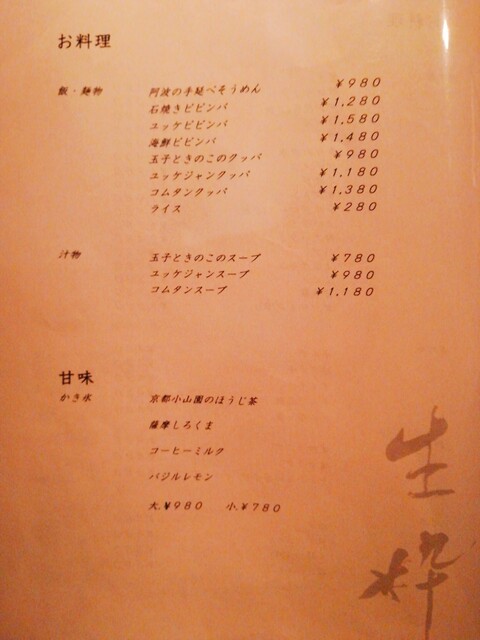 お料理
飯・麺物 阿波の手延べそうめん ¥980
石焼きビビンバ ¥1,280
ユッケビビンバ ¥1,580
海鮮ビビンバ ¥1,480
玉子ときのこのクッパ ¥980
ユッケジャンクッパ ¥1,180
コムタンクッパ ¥1,380
ライス ¥280
汁物 玉子ときのこのスープ ¥780
ユッケジャンスープ ¥980
コムタンスープ ¥1,180
甘味
かき氷 京都小山園のほうじ茶
薩摩しろくま
コーヒーミルク
バジルレモン
大.¥980 小.¥780
生粋